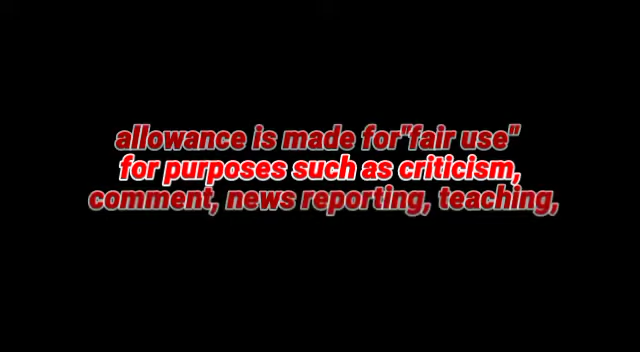 allowance is made for"fair use"
for purposes such as criticism,
comment, news reporting, teaching,